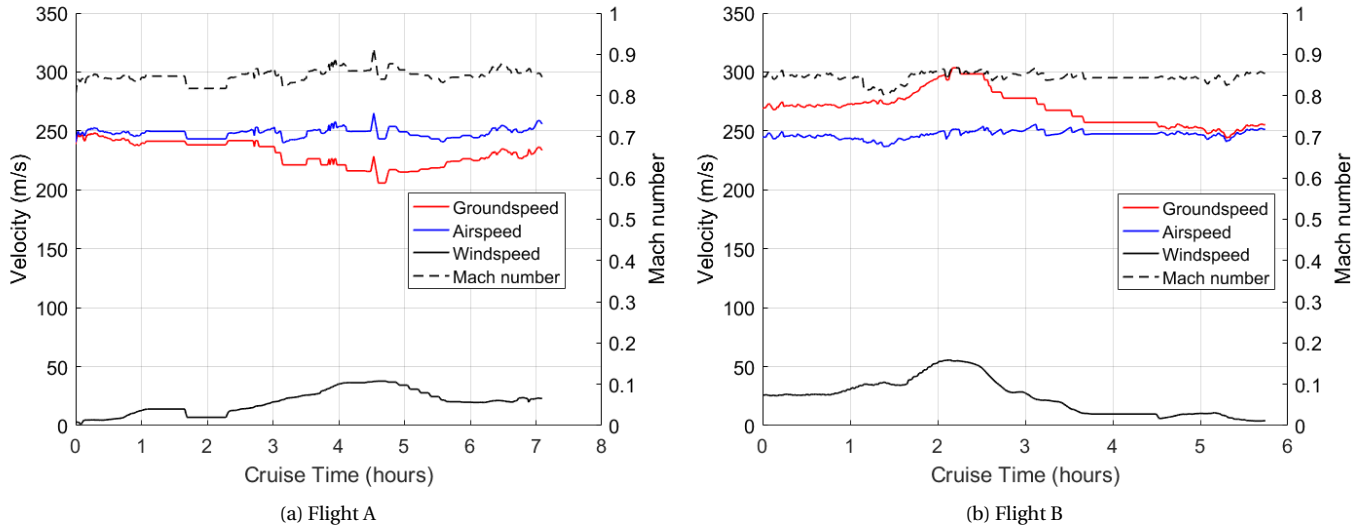 350
300
250
200
150
100
50
0
Velocity (m/s)
1
0.9
0.8
0.7
0.6
0.5
0.4
0.3
0.2
0.1
0
Mach number
Groundspeed
Airspeed
Windspeed
Mach number
0 1 2 3 4 5 6 7 8
Cruise Time (hours)
(a) Flight A
350
300
250
200
150
100
50
0
Velocity (m/s)
1
0.9
0.8
0.7
0.6
0.5
0.4
0.3
0.2
0.1
0
Mach number
Groundspeed
Airspeed
Windspeed
Mach number
0 1 2 3 4 5 6
Cruise Time (hours)
(b) Flight B